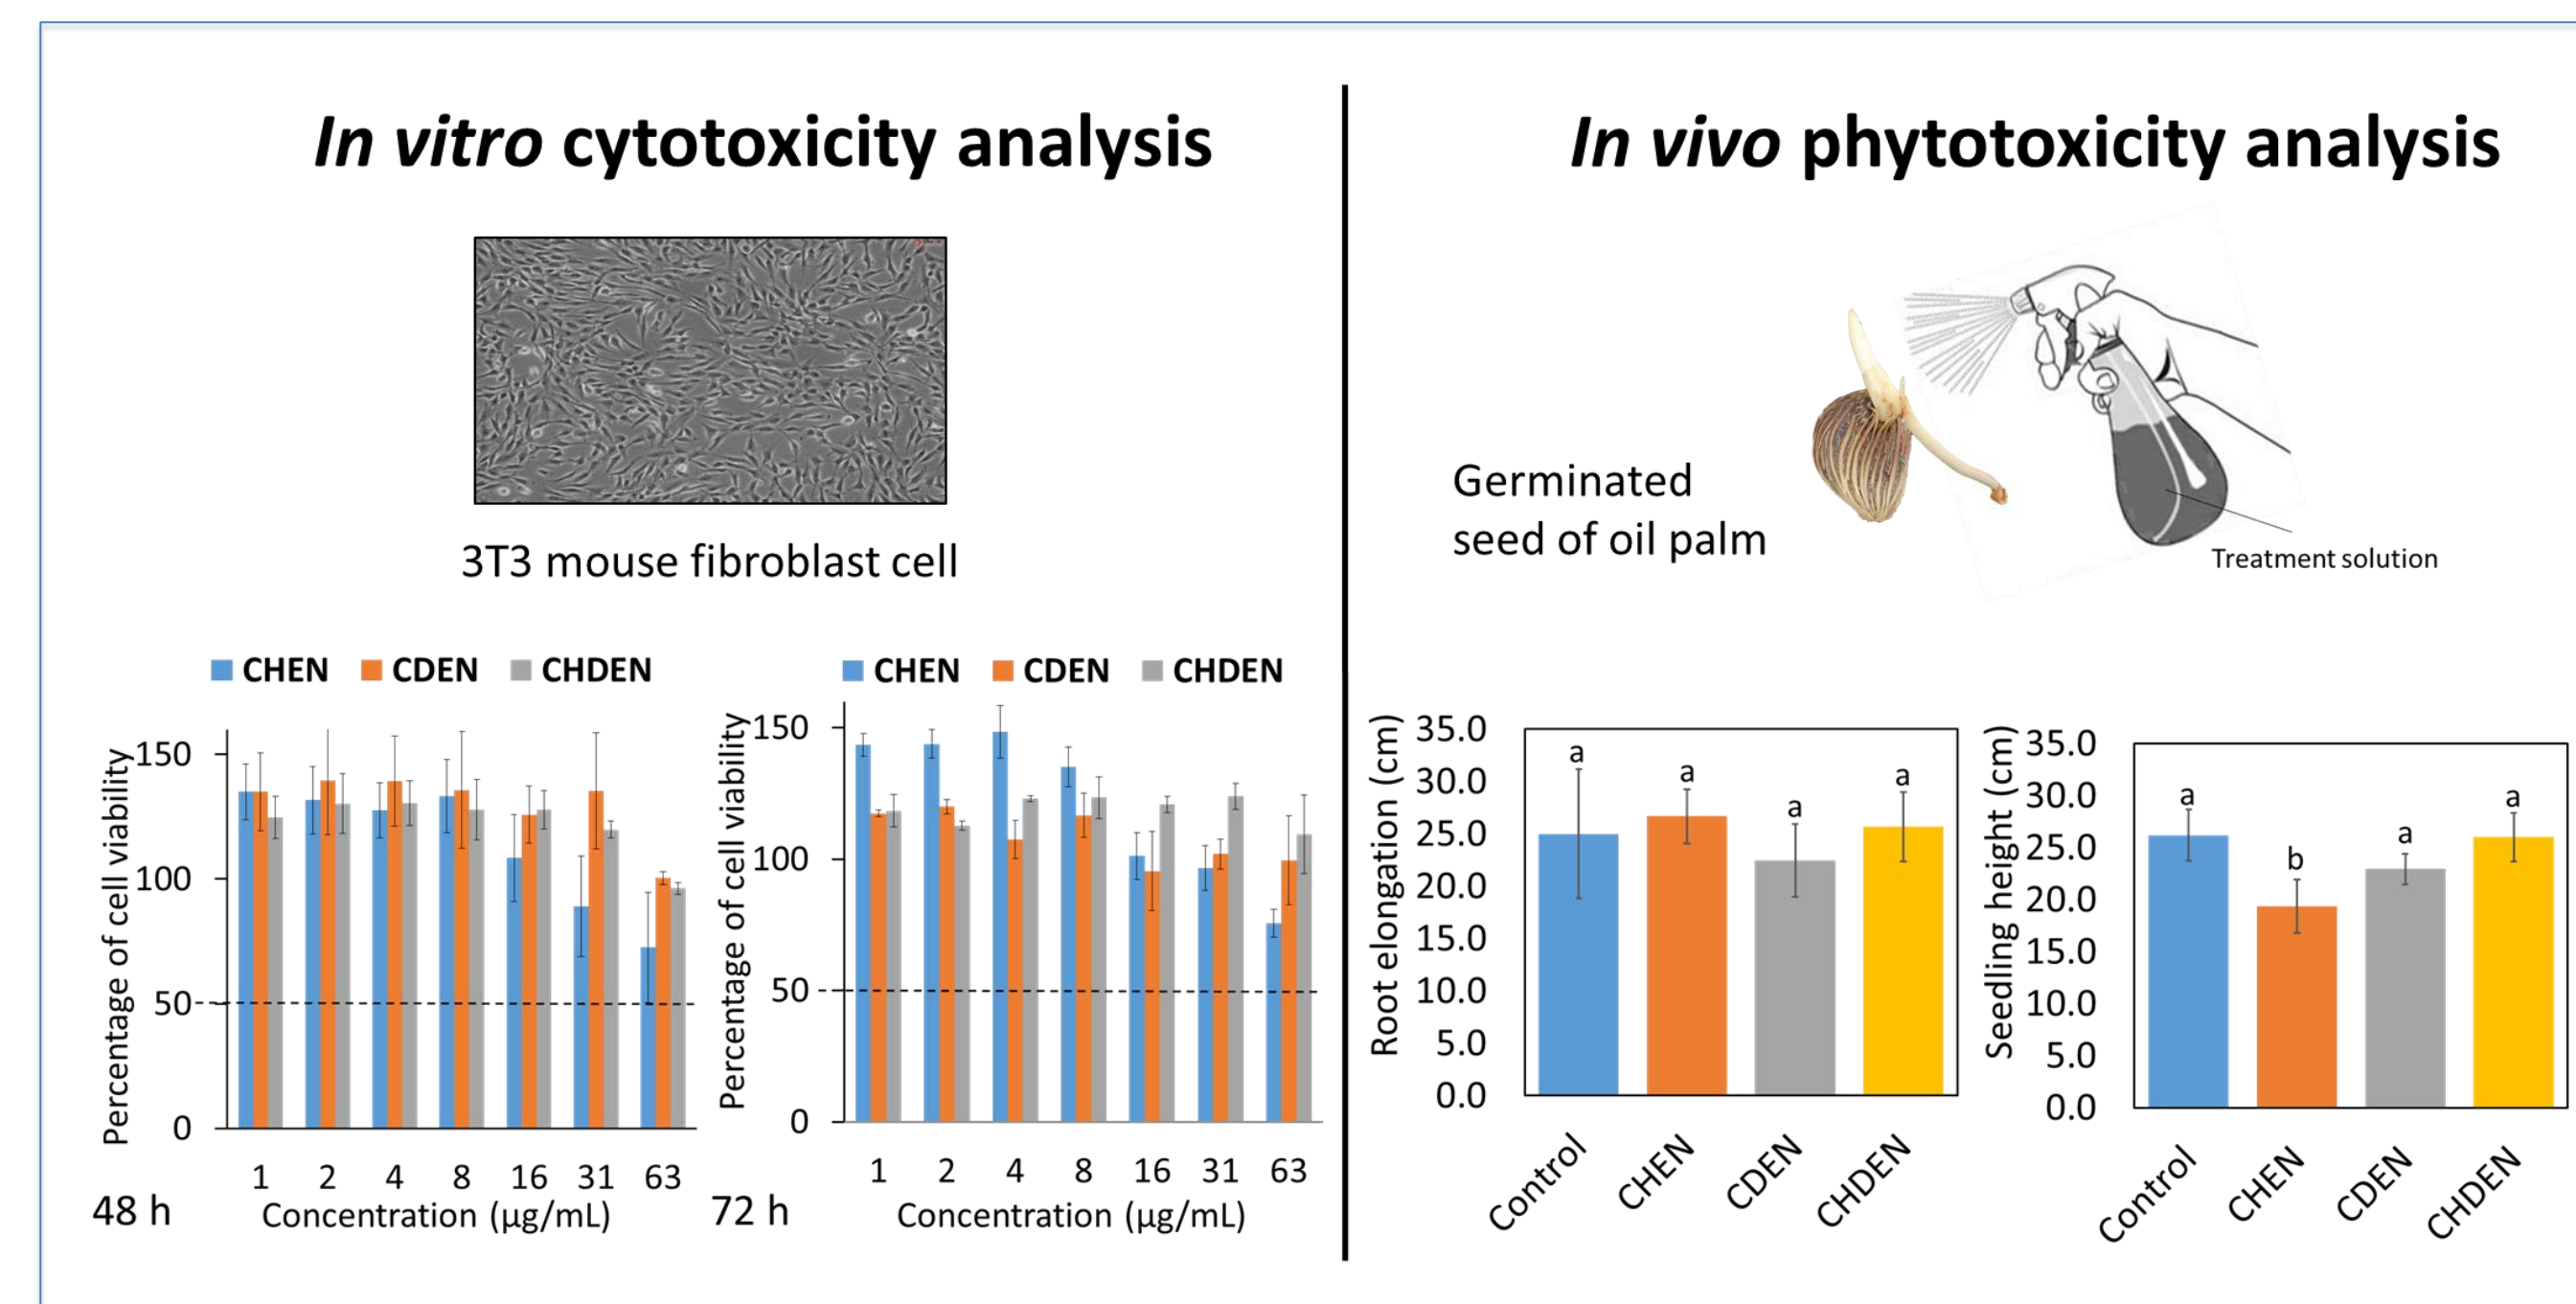 In vitro cytotoxicity analysis
3T3 mouse fibroblast cell
CHEN CDEN CHDEN
Percentage of cell viability
150
100
50
0
1 2 4 8 16 31 63
48 h
Concentration (µg/mL)
CHEN CDEN CHDEN
Percentage of cell viability
150
100
50
0
1 2 4 8 16 31 63
72 h
Concentration (µg/mL)
In vivo phytotoxicity analysis
Germinated
seed of oil palm
Treatment solution
Root elongation (cm)
35.0
30.0
25.0
20.0
15.0
10.0
5.0
0.0
a a a a
Control CHEN CDEN CHDEN
Seedling height (cm)
35.0
30.0
25.0
20.0
15.0
10.0
5.0
0.0
a b a a
Control CHEN CDEN CHDEN